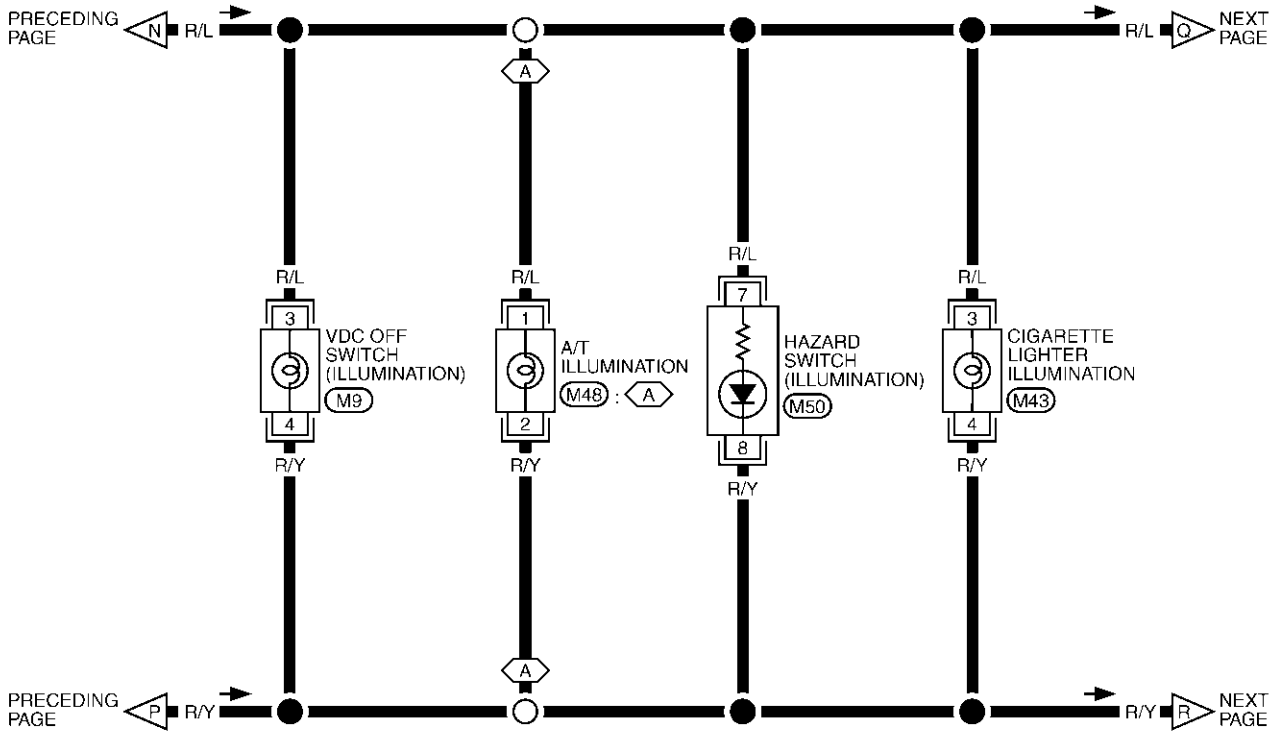 PRECEDING
PAGE
N
R/L
R/L
Q
NEXT
PAGE
A
R/L
R/L
R/L
R/L
3
VDC OFF
SWITCH
(ILLUMINATION)
M9
4
R/Y
1
A/T
ILLUMINATION
M48 : A
2
R/Y
7
HAZARD
SWITCH
(ILLUMINATION)
M50
8
R/Y
3
CIGARETTE
LIGHTER
ILLUMINATION
M43
4
R/Y
A
PRECEDING
PAGE
P
R/Y
R/Y
R
NEXT
PAGE